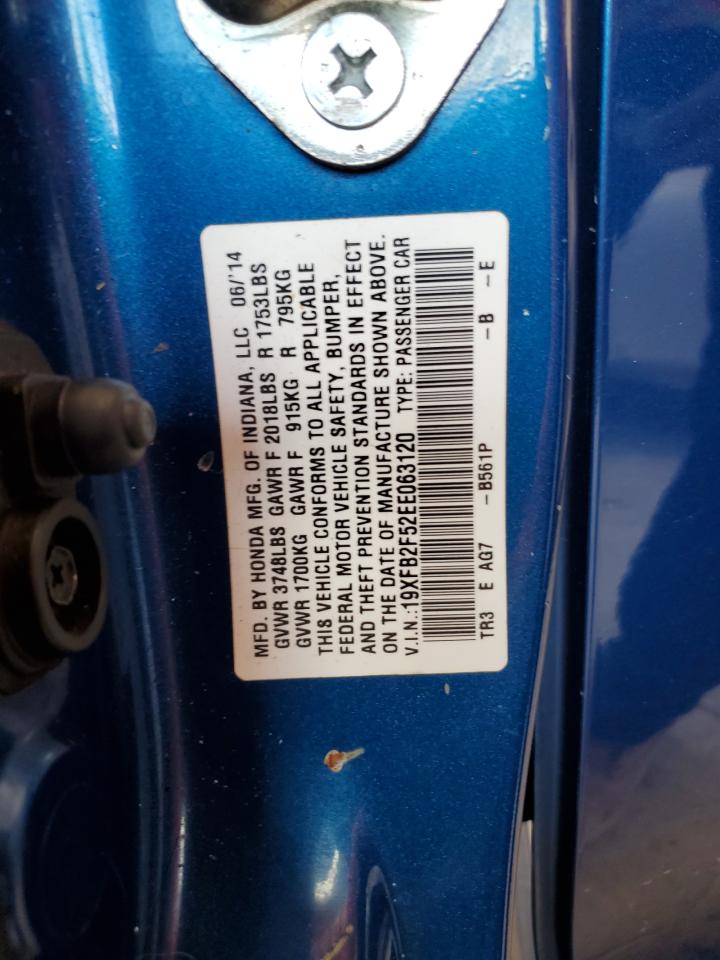 MFD. BY HONDA MFG. OF INDIANA, LLC 06/'14
GVWR 3748LBS GAWR F 2018LBS R 1753LBS
GVWR 1700KG GAWR F 915KG R 795KG
THIS VEHICLE CONFORMS TO ALL APPLICABLE
FEDERAL MOTOR VEHICLE SAFETY, BUMPER,
AND THEFT PREVENTION STANDARDS IN EFFECT
ON THE DATE OF MANUFACTURE SHOWN ABOVE.
V.I.N.:19XFB2F52EE063120 TYPE: PASSENGER CAR
TR3 E AG7 -B561P -B -E